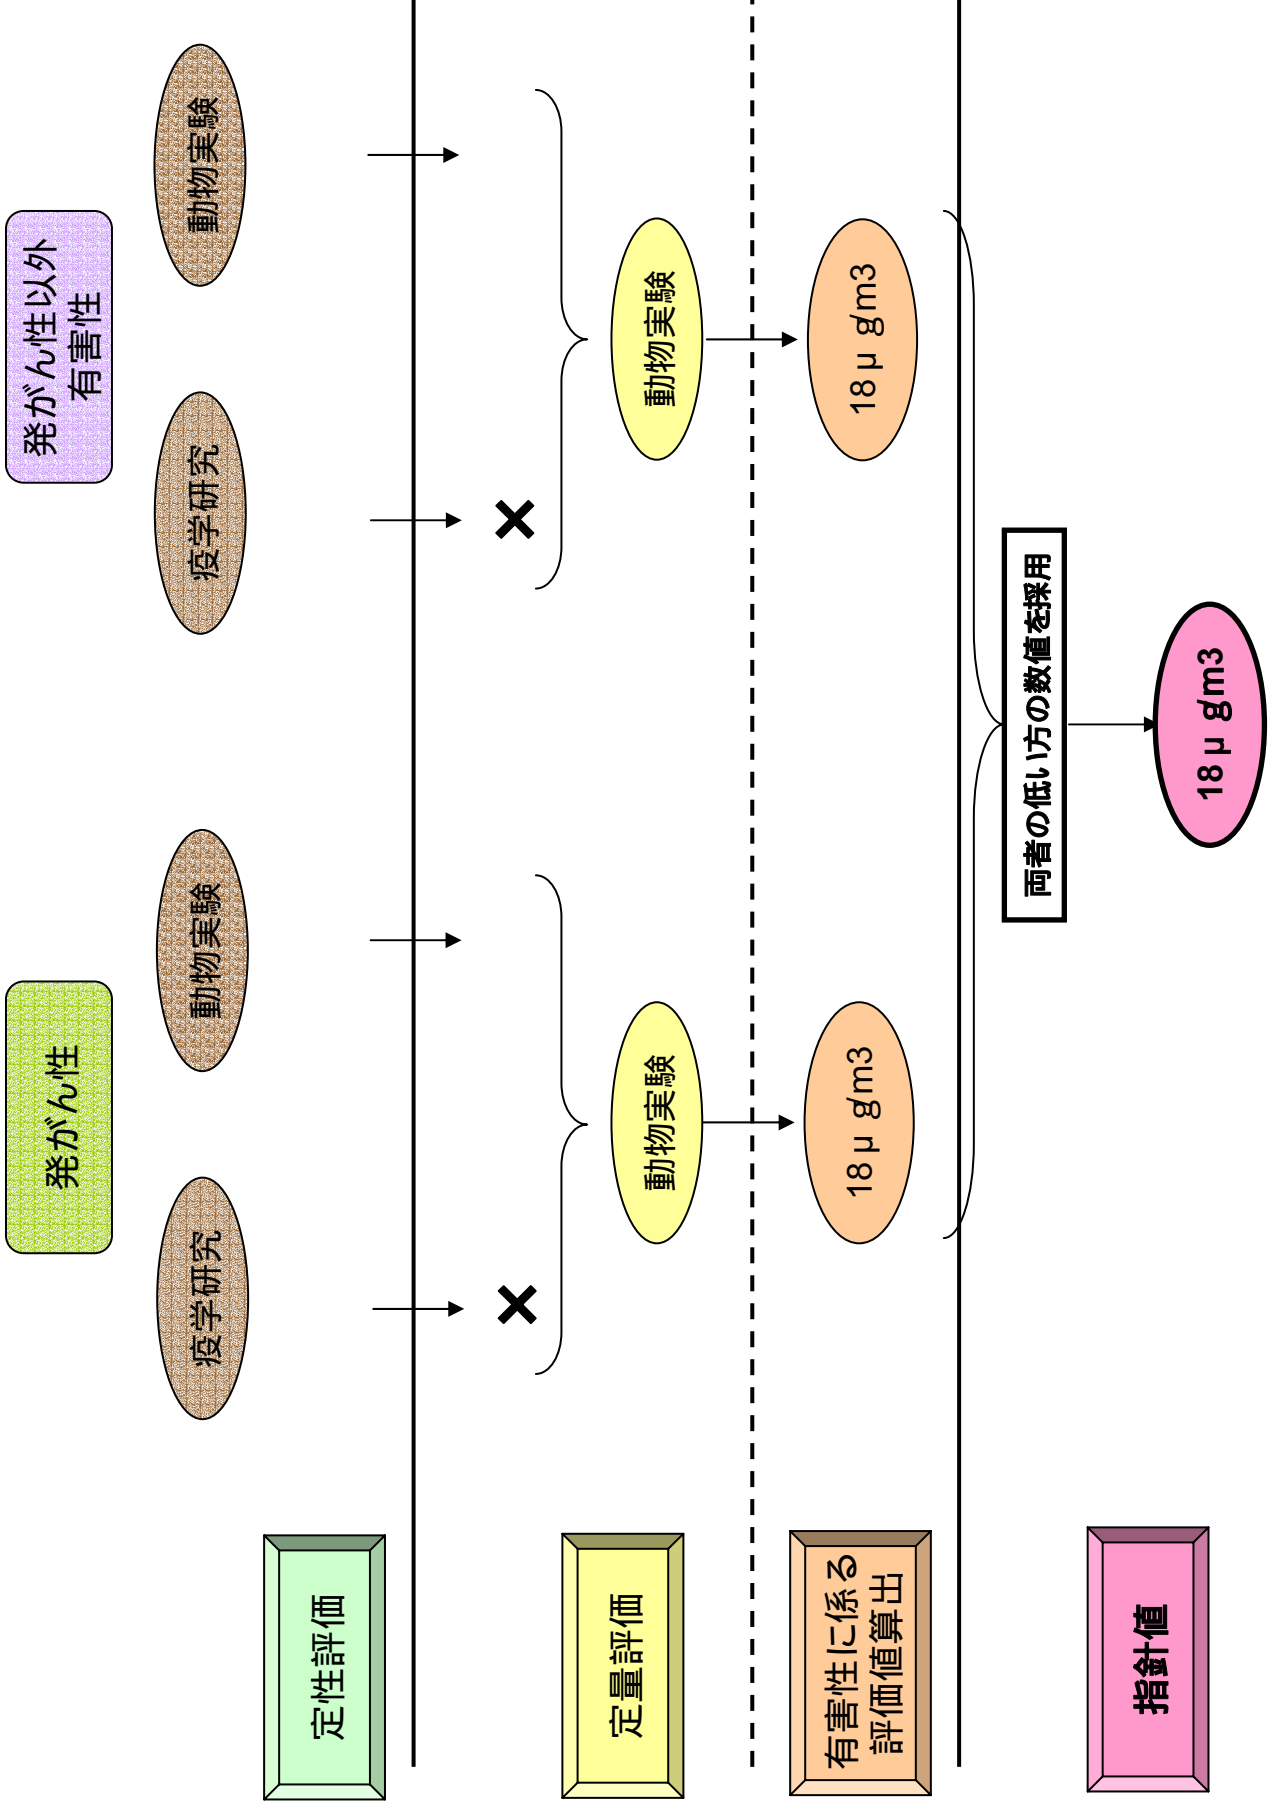 発がん性
発がん性以外
有害性
疫学研究
動物実験
疫学研究
動物実験
定性評価
×
×
定量評価
動物実験
動物実験
有害性に係る
評価値算出
18μg/m3
18μg/m3
両者の低い方の数値を採用
指針値
18μg/m3